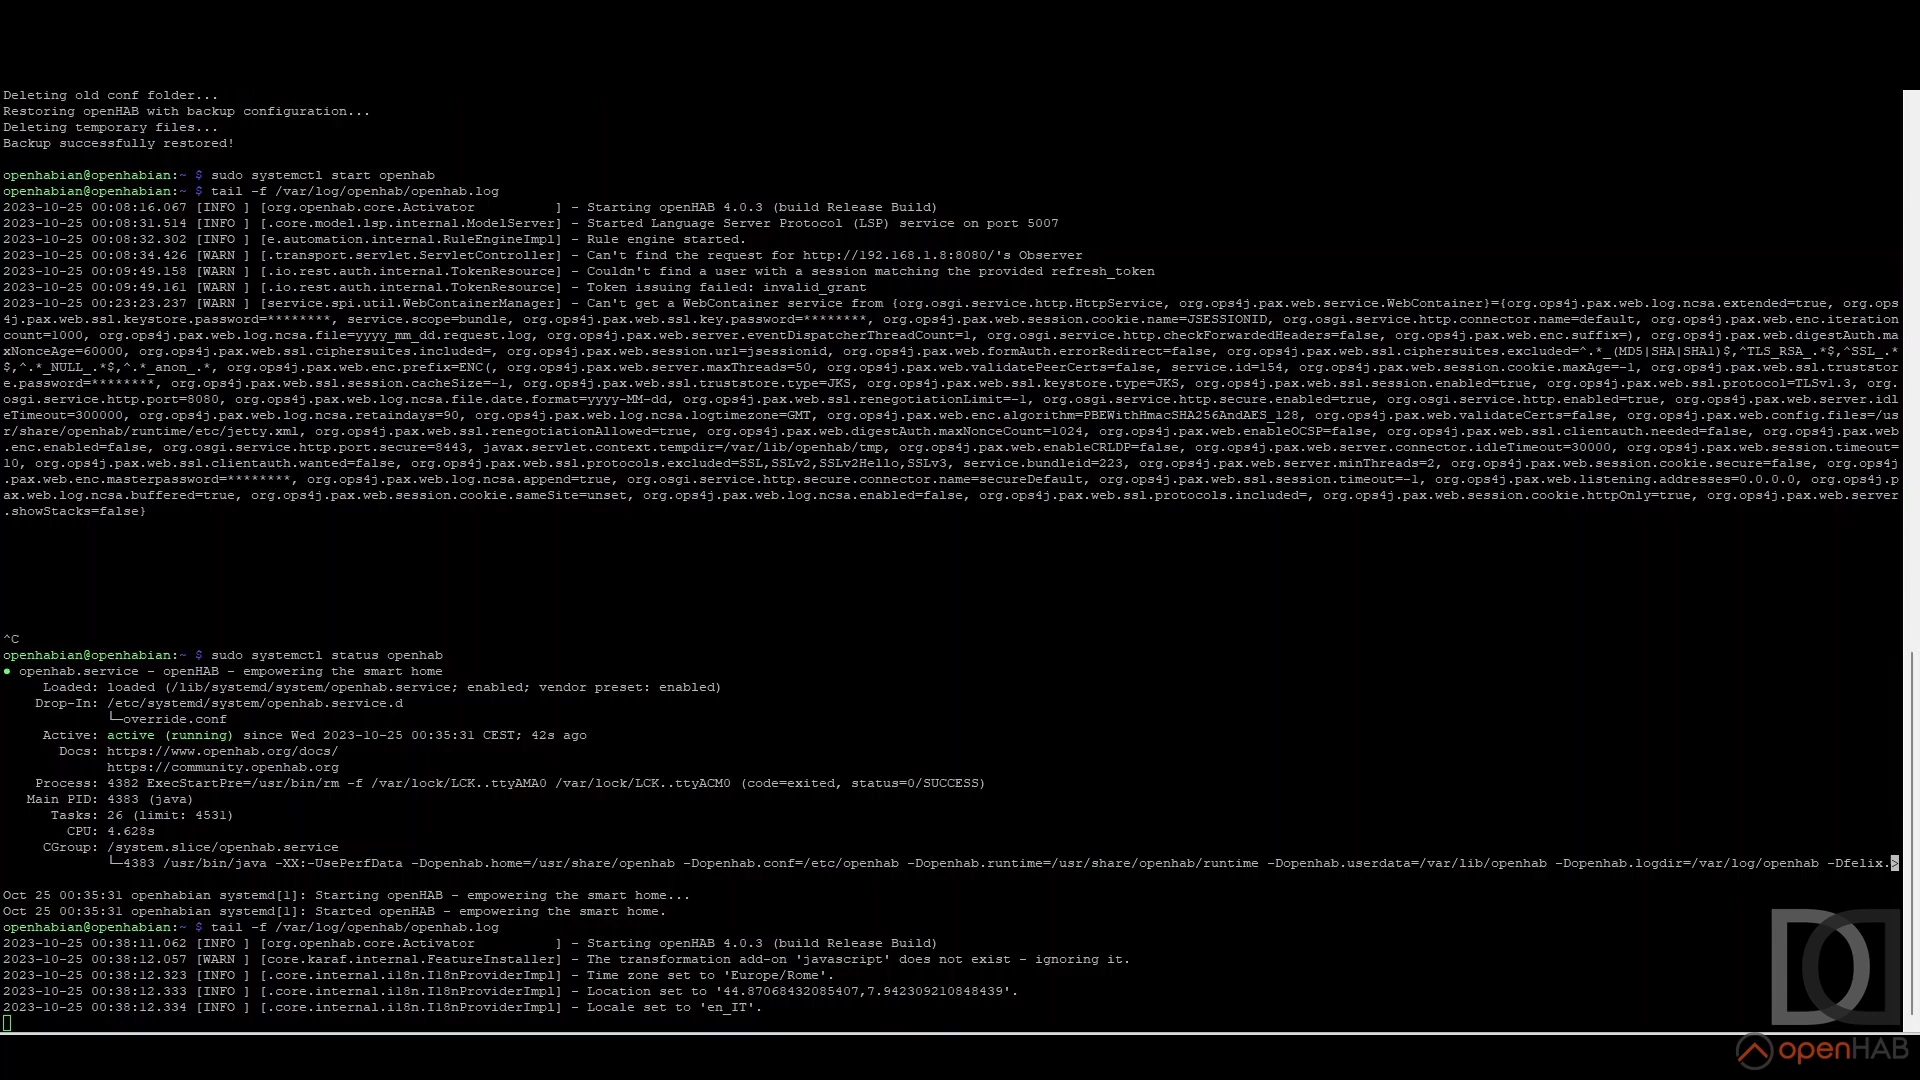 Deleting old conf folder...
Restoring openHAB with backup configuration...
Deleting temporary files...
Backup successfully restored!
openhabian@openhabian:~ $ sudo systemctl start openhab
openhabian@openhabian:~ $ tail -f /var/log/openhab/openhab.log
2023-10-25 00:08:16.067 [INFO ] [org.openhab.core.Activator          ] - Starting openHAB 4.0.3 (build Release Build)
2023-10-25 00:08:31.514 [INFO ] [.core.model.lsp.internal.ModelServer] - Started Language Server Protocol (LSP) service on port 5007
2023-10-25 00:08:32.302 [INFO ] [e.automation.internal.RuleEngineImpl] - Rule engine started.
2023-10-25 00:08:34.426 [WARN ] [.transport.servlet.ServletController] - Can't find the request for http://192.168.1.8:8080/'s Observer
2023-10-25 00:09:49.158 [WARN ] [.io.rest.auth.internal.TokenResource] - Couldn't find a user with a session matching the provided refresh_token
2023-10-25 00:09:49.161 [WARN ] [.io.rest.auth.internal.TokenResource] - Token issuing failed: invalid_grant
2023-10-25 00:23:23.237 [WARN ] [service.spi.util.WebContainerManager] - Can't get a WebContainer service from {org.osgi.service.http.HttpService, org.ops4j.pax.web.service.WebContainer}={org.ops4j.pax.web.log.ncsa.extended=true, org.ops
4j.pax.web.ssl.keystore.password=********, service.scope=bundle, org.ops4j.pax.web.ssl.key.password=********, org.ops4j.pax.web.session.cookie.name=JSESSIONID, org.osgi.service.http.connector.name=default, org.ops4j.pax.web.enc.iteration
count=1000, org.ops4j.pax.web.log.ncsa.file=yyyy_mm_dd.request.log, org.ops4j.pax.web.server.eventDispatcherThreadCount=1, org.osgi.service.http.checkForwardedHeaders=false, org.ops4j.pax.web.enc.suffix=), org.ops4j.pax.web.digestAuth.ma
xNonceAge=60000, org.ops4j.pax.web.ssl.ciphersuites.included=, org.ops4j.pax.web.session.url=jsessionid, org.ops4j.pax.web.formAuth.errorRedirect=false, org.ops4j.pax.web.ssl.ciphersuites.excluded=^.*_(MD5|SHA|SHA1)$,^TLS_RSA_.*$,^SSL_.*
$,^.*_NULL_.*$,^.*_anon_.*, org.ops4j.pax.web.enc.prefix=ENC(, org.ops4j.pax.web.server.maxThreads=50, org.ops4j.pax.web.validatePeerCerts=false, service.id=154, org.ops4j.pax.web.session.cookie.maxAge=-1, org.ops4j.pax.web.ssl.truststor
e.password=********, org.ops4j.pax.web.ssl.session.cacheSize=-1, org.ops4j.pax.web.ssl.truststore.type=JKS, org.ops4j.pax.web.ssl.keystore.type=JKS, org.ops4j.pax.web.ssl.session.enabled=true, org.ops4j.pax.web.ssl.protocol=TLSv1.3, org.
osgi.service.http.port=8080, org.ops4j.pax.web.log.ncsa.file.date.format=yyyy-MM-dd, org.ops4j.pax.web.ssl.renegotiationLimit=-1, org.osgi.service.http.secure.enabled=true, org.osgi.service.http.enabled=true, org.ops4j.pax.web.server.idl
eTimeout=300000, org.ops4j.pax.web.log.ncsa.retaindays=90, org.ops4j.pax.web.log.ncsa.logtimezone=GMT, org.ops4j.pax.web.enc.algorithm=PBEWithHmacSHA256AndAES_128, org.ops4j.pax.web.validateCerts=false, org.ops4j.pax.web.config.files=/us
r/share/openhab/runtime/etc/jetty.xml, org.ops4j.pax.web.ssl.renegotiationAllowed=true, org.ops4j.pax.web.digestAuth.maxNonceCount=1024, org.ops4j.pax.web.enableOCSP=false, org.ops4j.pax.web.ssl.clientauth.needed=false, org.ops4j.pax.web
.enc.enabled=false, org.osgi.service.http.port.secure=8443, javax.servlet.context.tempdir=/var/lib/openhab/tmp, org.ops4j.pax.web.enableCRLDP=false, org.ops4j.pax.web.server.connector.idleTimeout=30000, org.ops4j.pax.web.session.timeout=
10, org.ops4j.pax.web.ssl.clientauth.wanted=false, org.ops4j.pax.web.ssl.protocols.excluded=SSL,SSLv2,SSLv2Hello,SSLv3, service.bundleid=223, org.ops4j.pax.web.server.minThreads=2, org.ops4j.pax.web.session.cookie.secure=false, org.ops4j
.pax.web.enc.masterpassword=********, org.ops4j.pax.web.log.ncsa.append=true, org.osgi.service.http.secure.connector.name=secureDefault, org.ops4j.pax.web.ssl.session.timeout=-1, org.ops4j.pax.web.listening.addresses=0.0.0.0, org.ops4j.p
ax.web.log.ncsa.buffered=true, org.ops4j.pax.web.session.cookie.sameSite=unset, org.ops4j.pax.web.log.ncsa.enabled=false, org.ops4j.pax.web.ssl.protocols.included=, org.ops4j.pax.web.session.cookie.httpOnly=true, org.ops4j.pax.web.server
.showStacks=false}
^C
openhabian@openhabian:~ $ sudo systemctl status openhab
● openhab.service - openHAB - empowering the smart home
Loaded: loaded (/lib/systemd/system/openhab.service; enabled; vendor preset: enabled)
Drop-In: /etc/systemd/system/openhab.service.d
└─override.conf
Active: active (running) since Wed 2023-10-25 00:35:31 CEST; 42s ago
Docs: https://www.openhab.org/docs/
https://community.openhab.org
Process: 4382 ExecStartPre=/usr/bin/rm -f /var/lock/LCK..ttyAMA0 /var/lock/LCK..ttyACM0 (code=exited, status=0/SUCCESS)
Main PID: 4383 (java)
Tasks: 26 (limit: 4531)
CPU: 4.628s
CGroup: /system.slice/openhab.service
└─4383 /usr/bin/java -XX:-UsePerfData -Dopenhab.home=/usr/share/openhab -Dopenhab.conf=/etc/openhab -Dopenhab.runtime=/usr/share/openhab/runtime -Dopenhab.userdata=/var/lib/openhab -Dopenhab.logdir=/var/log/openhab -Dfelix.>
Oct 25 00:35:31 openhabian systemd[1]: Starting openHAB - empowering the smart home...
Oct 25 00:35:31 openhabian systemd[1]: Started openHAB - empowering the smart home.
openhabian@openhabian:~ $ tail -f /var/log/openhab/openhab.log
2023-10-25 00:38:11.062 [INFO ] [org.openhab.core.Activator          ] - Starting openHAB 4.0.3 (build Release Build)
2023-10-25 00:38:12.057 [WARN ] [core.karaf.internal.FeatureInstaller] - The transformation add-on 'javascript' does not exist - ignoring it.
2023-10-25 00:38:12.323 [INFO ] [.core.internal.i18n.I18nProviderImpl] - Time zone set to 'Europe/Rome'.
2023-10-25 00:38:12.333 [INFO ] [.core.internal.i18n.I18nProviderImpl] - Location set to '44.87068432085407,7.942309210848439'.
2023-10-25 00:38:12.334 [INFO ] [.core.internal.i18n.I18nProviderImpl] - Locale set to 'en_IT'.
openHAB